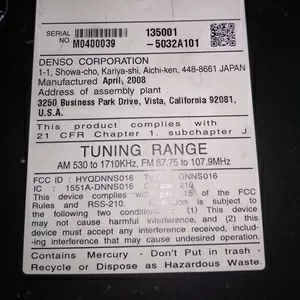 SERIAL NO
M0400039
135001
-5032A101
DENSO CORPORATION
1-1, Showa-cho, Kariya-shi, Aichi-ken, 448-8661 JAPAN
Manufactured April, 2008
Address of assembly plant
3250 Business Park Drive, Vista, California 92081,
U.S.A.
This product complies with
21 CFR Chapter 1. subchapter J.
TUNING RANGE
AM 530 to 1710KHz, FM 87.75 to 107.9MHz
HYQDNNS016 DNNS016
IC : 1551A-DNNS016 210
This device complies 15 of the FCC
Rules and RSS-210. is subject to
the following two conditions: (1) This device
may not cause harmful interference, and (2) this
device must accept any interference received, includ-
ing interference that may cause undesired operation.
Contains Mercury - Don't Put in trash -
Recycle or Dispose as Hazardous Waste.